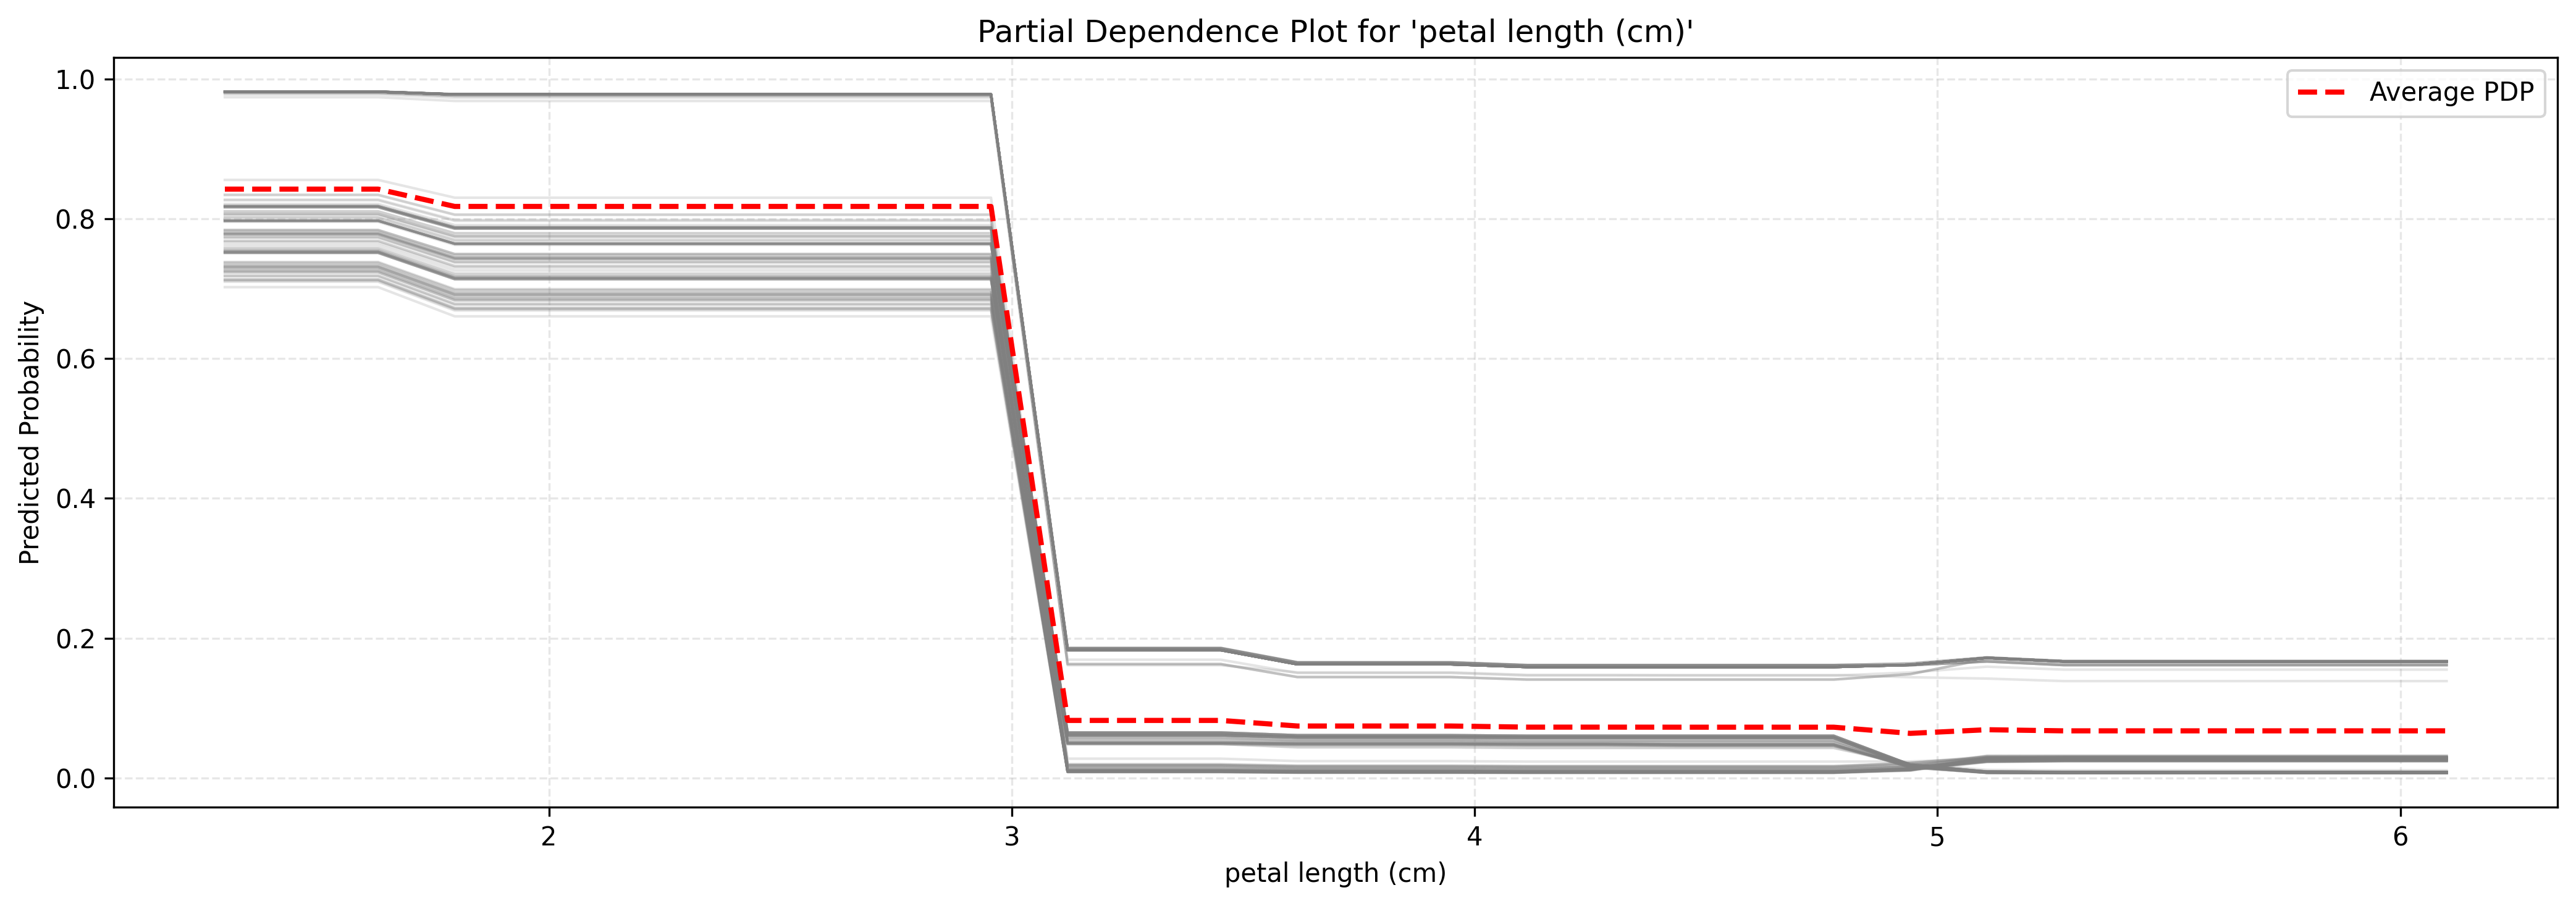 Partial Dependence Plot for 'petal length (cm)'
Average PDP
Predicted Probability
1.0
0.8
0.6
0.4
0.2
0.0
2
3
4
5
6
petal length (cm)